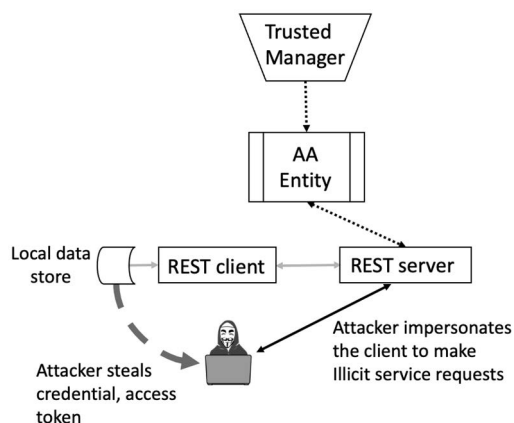 Trusted
Manager
AA
Entity
Local data
store
REST client
REST server
Attacker impersonates
the client to make
Illicit service requests
Attacker steals
credential, access
token